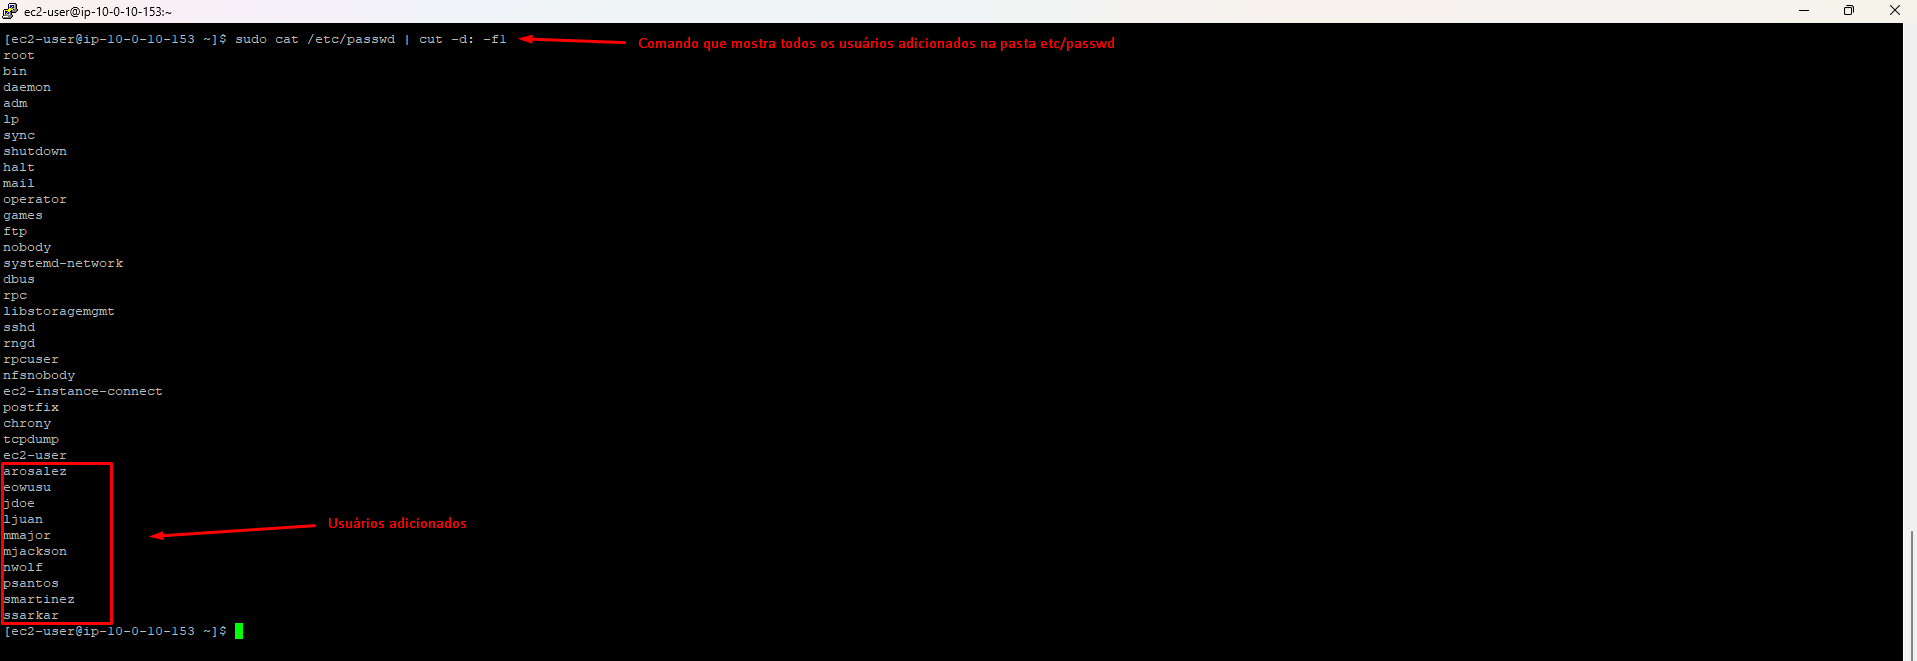 ec2-user@ip-10-0-10-153:~
[ec2-user@ip-10-0-10-153 ~]$ sudo cat /etc/passwd | cut -d: -f1
Comando que mostra todos os usuários adicionados na pasta etc/passwd
root
bin
daemon
adm
lp
sync
shutdown
halt
mail
operator
games
ftp
nobody
systemd-network
dbus
rpc
libstoragemgmt
sshd
rngd
rpcuser
nfsnobody
ec2-instance-connect
postfix
chrony
tcpdump
ec2-user
arosalez
eowusu
jdoe
ljuan
mmajor
mjackson
nwolf
psantos
smartinez
ssarkar
Usuários adicionados
[ec2-user@ip-10-0-10-153 ~]$